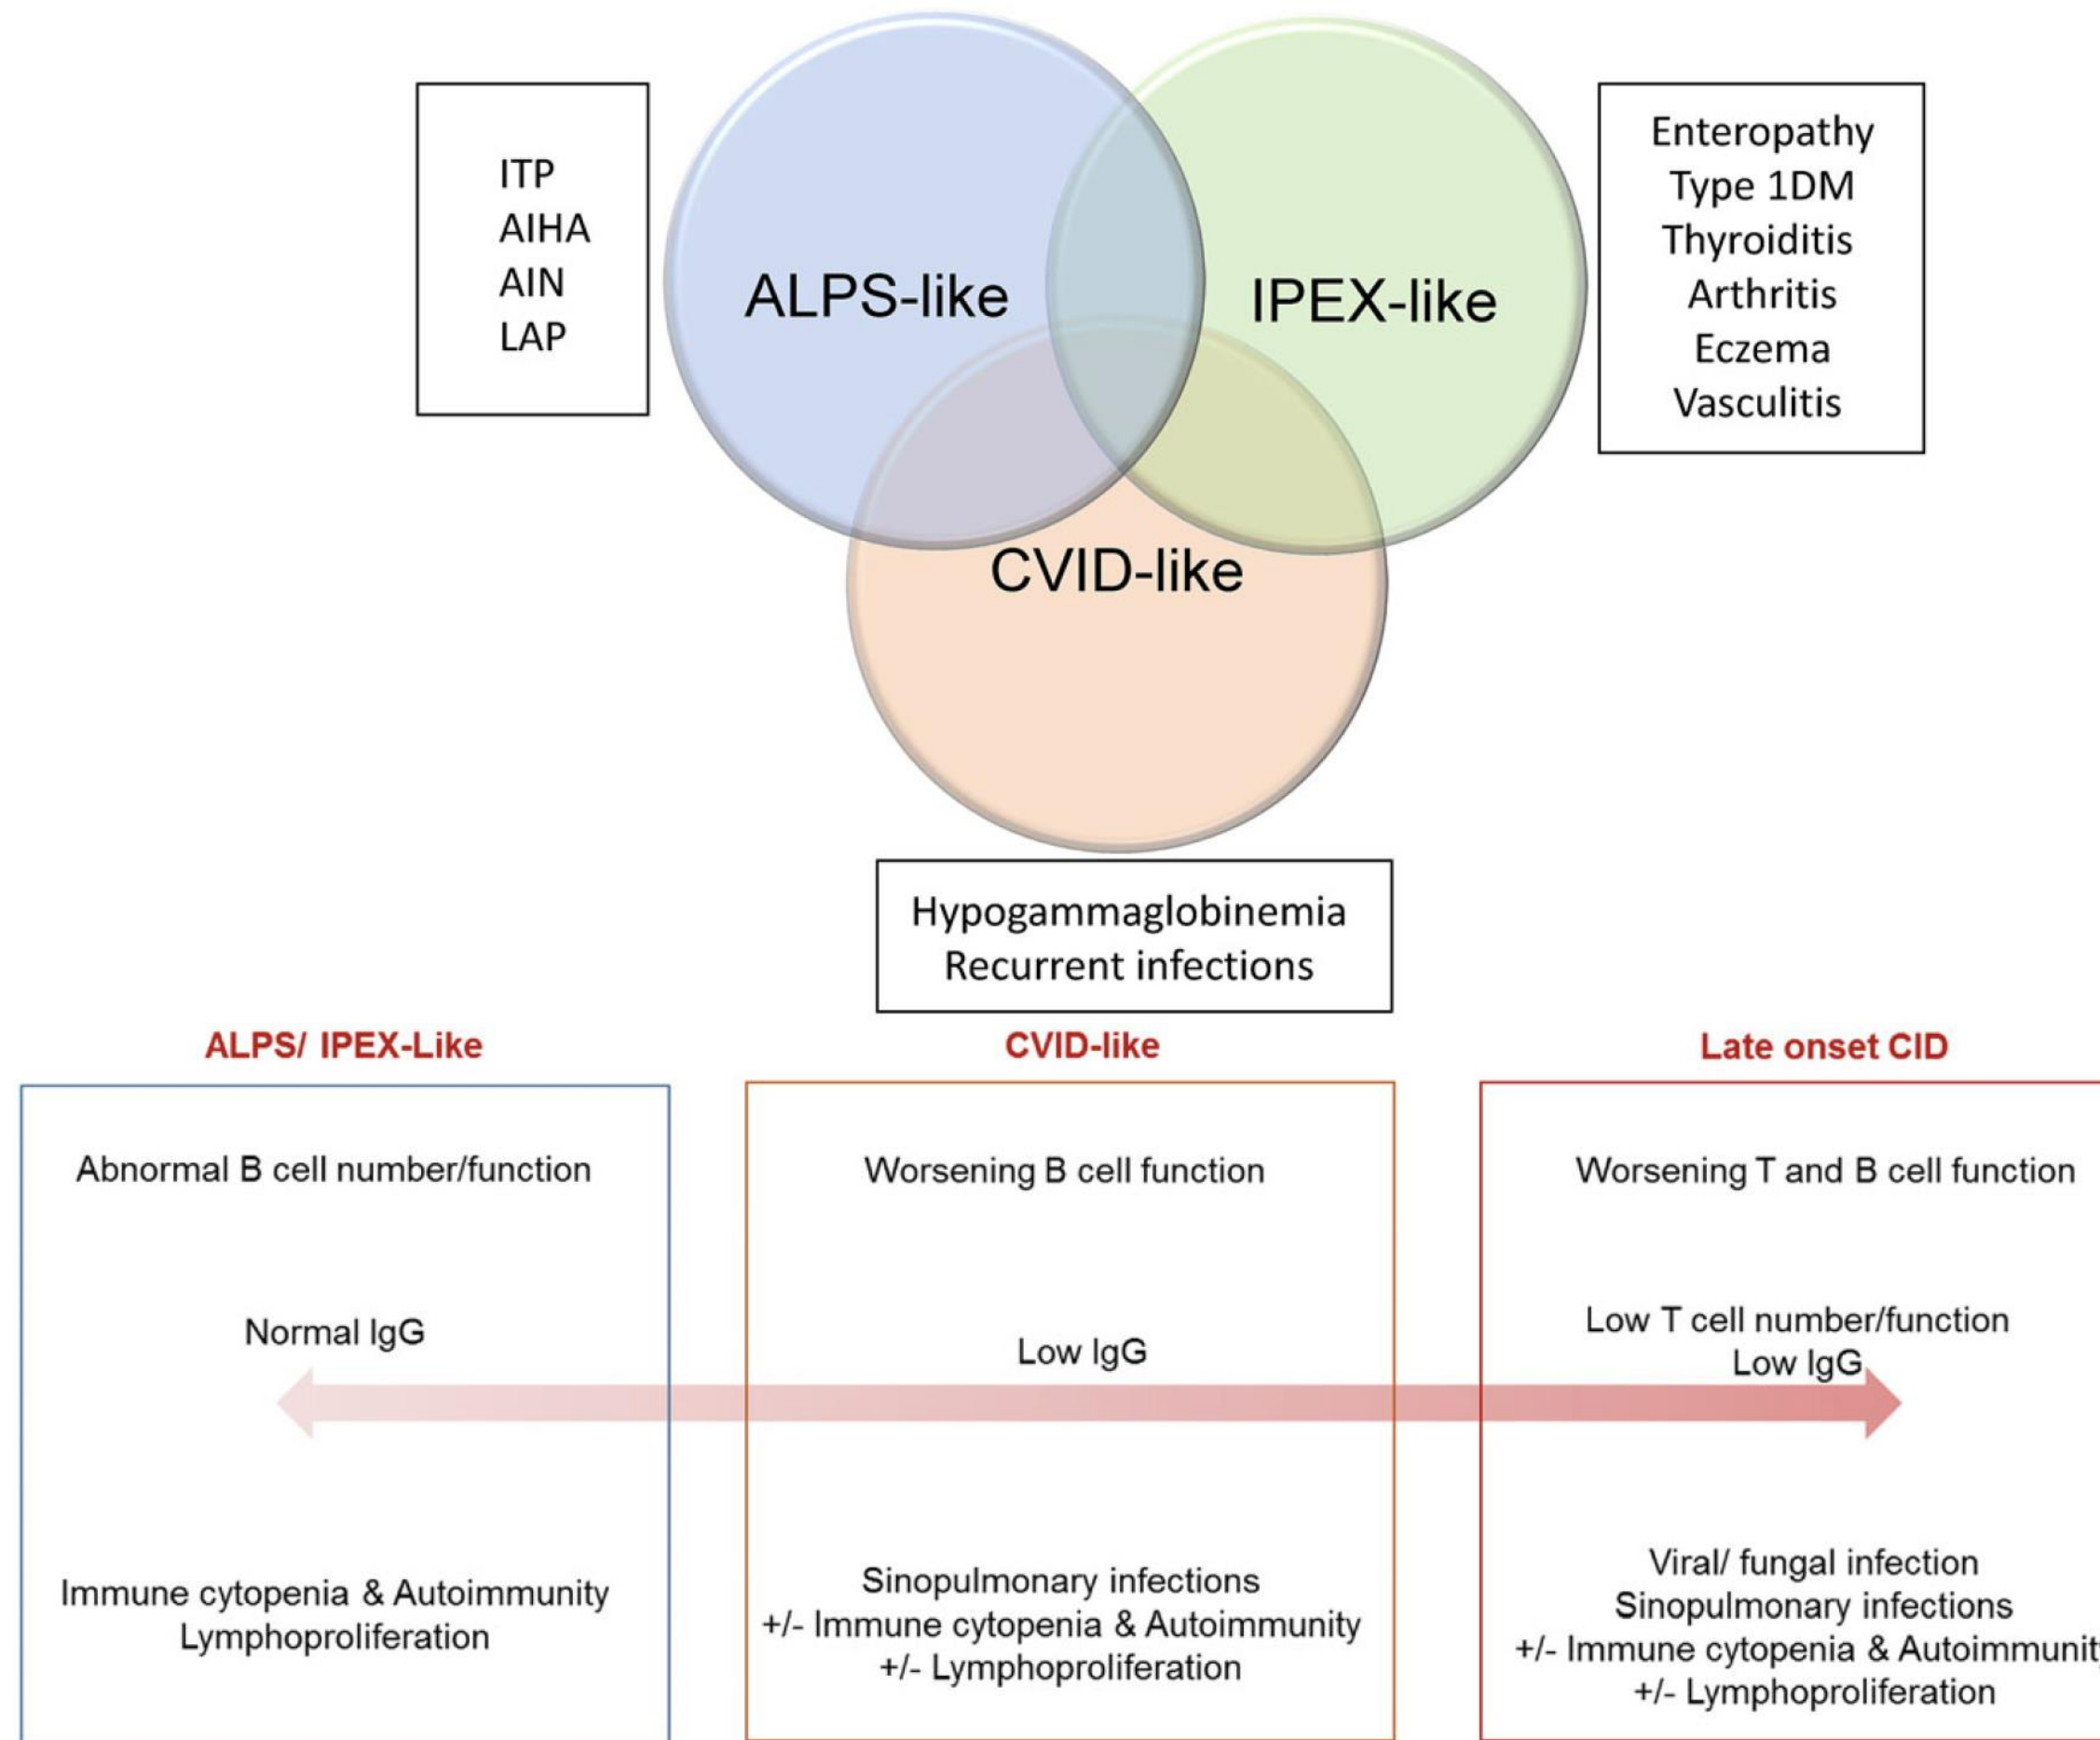 ITP
AIHA
AIN
LAP
ALPS-like
IPEX-like
Enteropathy
Type 1DM
Thyroiditis
Arthritis
Eczema
Vasculitis
CVID-like
Hypogammaglobinemia
Recurrent infections
ALPS/ IPEX-Like
Abnormal B cell number/function
Normal IgG
Immune cytopenia & Autoimmunity
Lymphoproliferation
CVID-like
Worsening B cell function
Low IgG
Sinopulmonary infections
+/- Immune cytopenia & Autoimmunity
+/- Lymphoproliferation
Late onset CID
Worsening T and B cell function
Low T cell number/function
Low IgG
Viral/ fungal infection
Sinopulmonary infections
+/- Immune cytopenia & Autoimmunity
+/- Lymphoproliferation